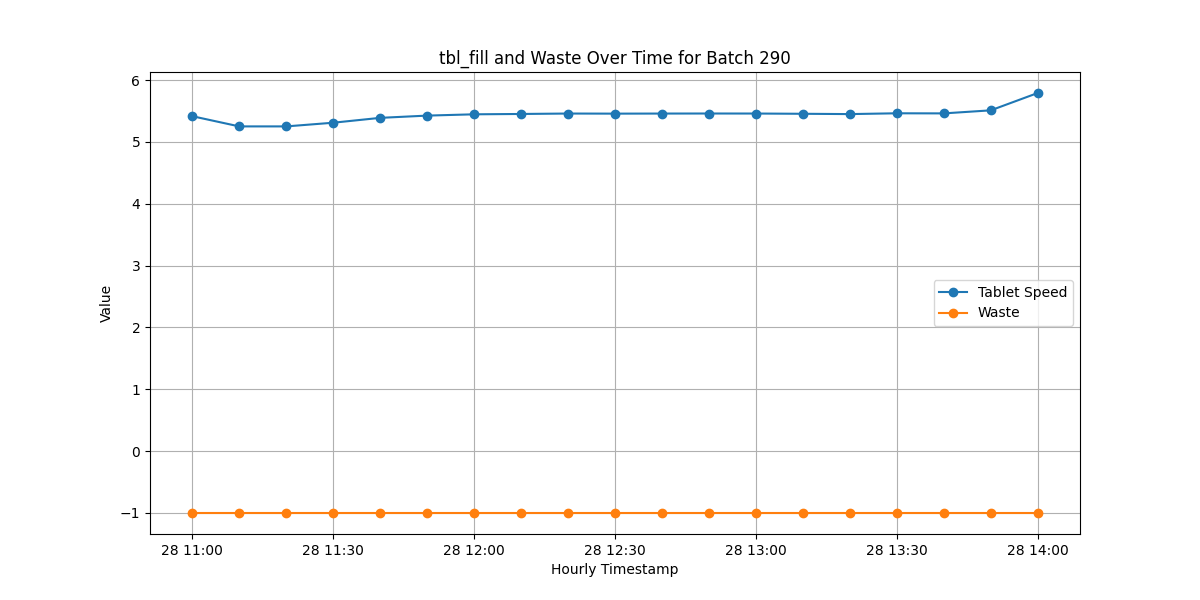 tbl_fill and Waste Over Time for Batch 290
6
5
4
3
2
1
0
−1
Value
Tablet Speed
Waste
28 11:00 28 11:30 28 12:00 28 12:30 28 13:00 28 13:30 28 14:00
Hourly Timestamp